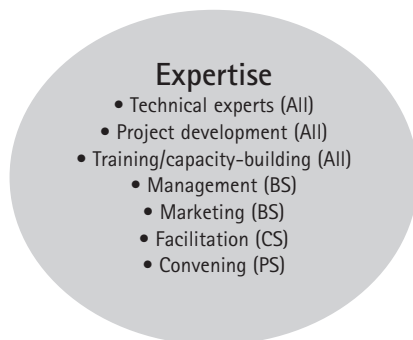 Expertise
• Technical experts (All)
• Project development (All)
• Training/capacity-building (All)
• Management (BS)
• Marketing (BS)
• Facilitation (CS)
• Convening (PS)